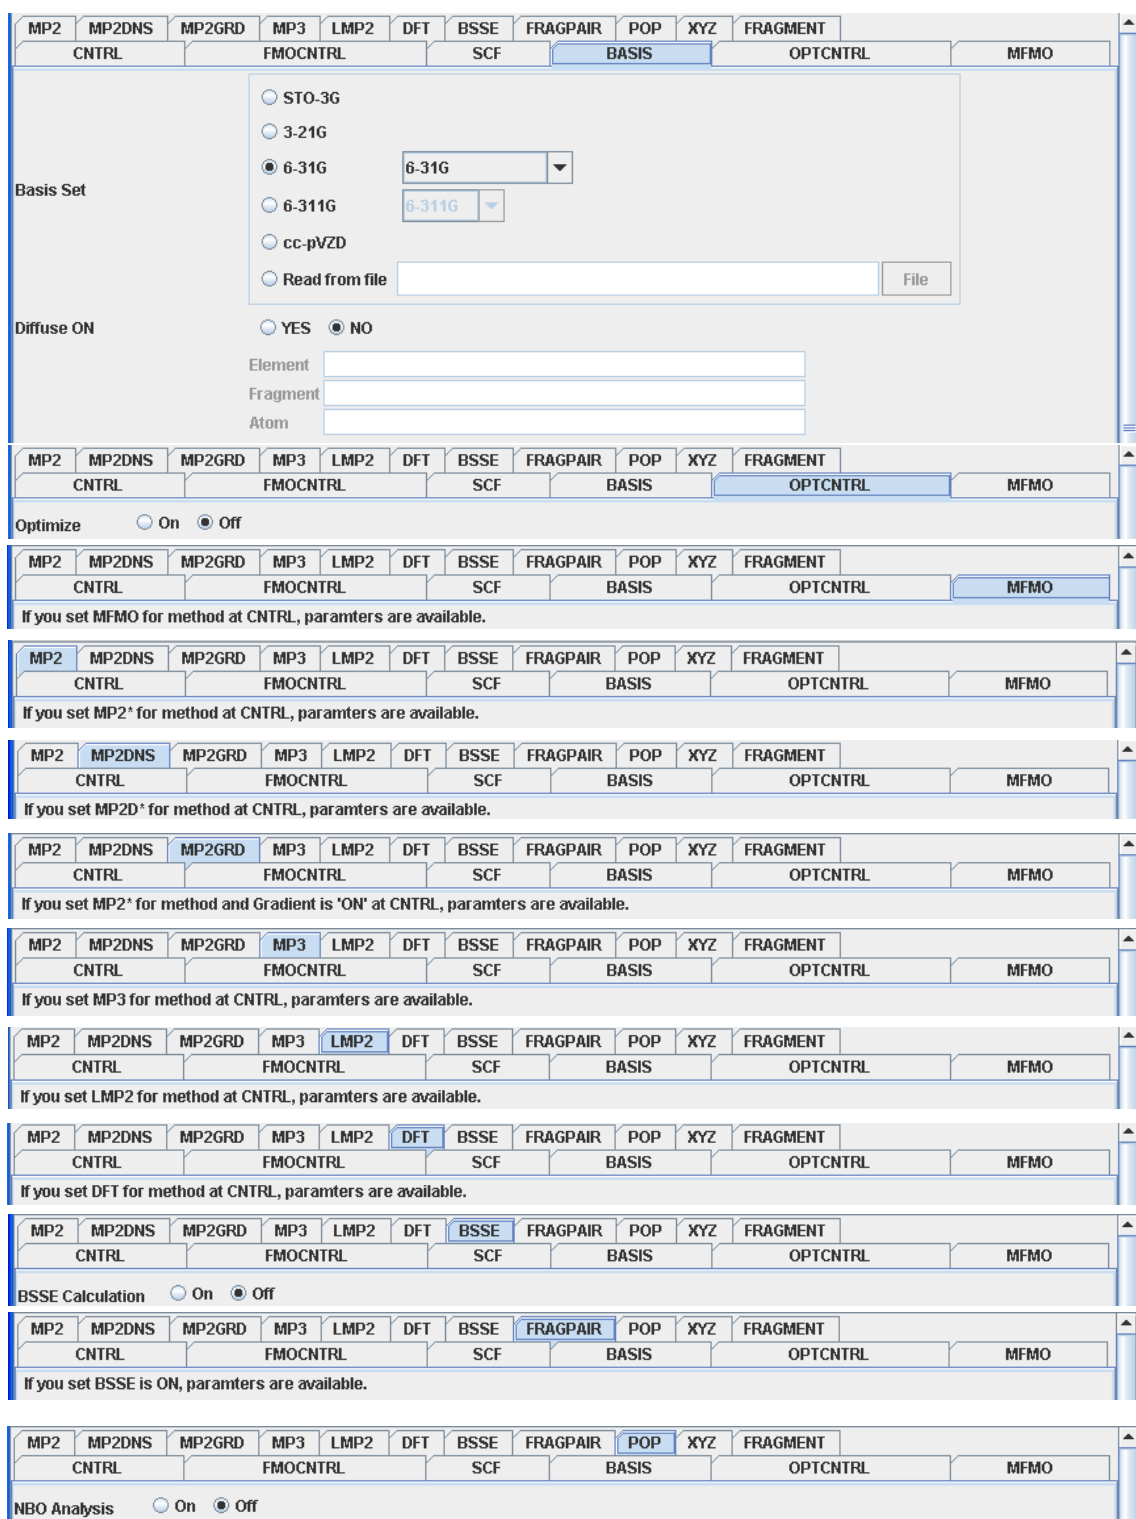 MP2 MP2DNS MP2GRD MP3 LMP2 DFT BSSE FRAGPAIR POP XYZ FRAGMENT
CNTRL FMOCNTRL SCF BASIS OPTCNTRL MFMO
STO-3G
3-21G
6-31G 6-31G
Basis Set
6-311G 6-311G
cc-pVZD
Read from file File
Diffuse ON YES NO
Element
Fragment
Atom
MP2 MP2DNS MP2GRD MP3 LMP2 DFT BSSE FRAGPAIR POP XYZ FRAGMENT
CNTRL FMOCNTRL SCF BASIS OPTCNTRL MFMO
Optimize On Off
MP2 MP2DNS MP2GRD MP3 LMP2 DFT BSSE FRAGPAIR POP XYZ FRAGMENT
CNTRL FMOCNTRL SCF BASIS OPTCNTRL MFMO
If you set MFMO for method at CNTRL, paramters are available.
MP2 MP2DNS MP2GRD MP3 LMP2 DFT BSSE FRAGPAIR POP XYZ FRAGMENT
CNTRL FMOCNTRL SCF BASIS OPTCNTRL MFMO
If you set MP2* for method at CNTRL, paramters are available.
MP2 MP2DNS MP2GRD MP3 LMP2 DFT BSSE FRAGPAIR POP XYZ FRAGMENT
CNTRL FMOCNTRL SCF BASIS OPTCNTRL MFMO
If you set MP2D* for method at CNTRL, paramters are available.
MP2 MP2DNS MP2GRD MP3 LMP2 DFT BSSE FRAGPAIR POP XYZ FRAGMENT
CNTRL FMOCNTRL SCF BASIS OPTCNTRL MFMO
If you set MP2* for method and Gradient is 'ON' at CNTRL, paramters are available.
MP2 MP2DNS MP2GRD MP3 LMP2 DFT BSSE FRAGPAIR POP XYZ FRAGMENT
CNTRL FMOCNTRL SCF BASIS OPTCNTRL MFMO
If you set MP3 for method at CNTRL, paramters are available.
MP2 MP2DNS MP2GRD MP3 LMP2 DFT BSSE FRAGPAIR POP XYZ FRAGMENT
CNTRL FMOCNTRL SCF BASIS OPTCNTRL MFMO
If you set LMP2 for method at CNTRL, paramters are available.
MP2 MP2DNS MP2GRD MP3 LMP2 DFT BSSE FRAGPAIR POP XYZ FRAGMENT
CNTRL FMOCNTRL SCF BASIS OPTCNTRL MFMO
If you set DFT for method at CNTRL, paramters are available.
MP2 MP2DNS MP2GRD MP3 LMP2 DFT BSSE FRAGPAIR POP XYZ FRAGMENT
CNTRL FMOCNTRL SCF BASIS OPTCNTRL MFMO
BSSE Calculation On Off
MP2 MP2DNS MP2GRD MP3 LMP2 DFT BSSE FRAGPAIR POP XYZ FRAGMENT
CNTRL FMOCNTRL SCF BASIS OPTCNTRL MFMO
If you set BSSE is ON, paramters are available.
MP2 MP2DNS MP2GRD MP3 LMP2 DFT BSSE FRAGPAIR POP XYZ FRAGMENT
CNTRL FMOCNTRL SCF BASIS OPTCNTRL MFMO
NBO Analysis On Off